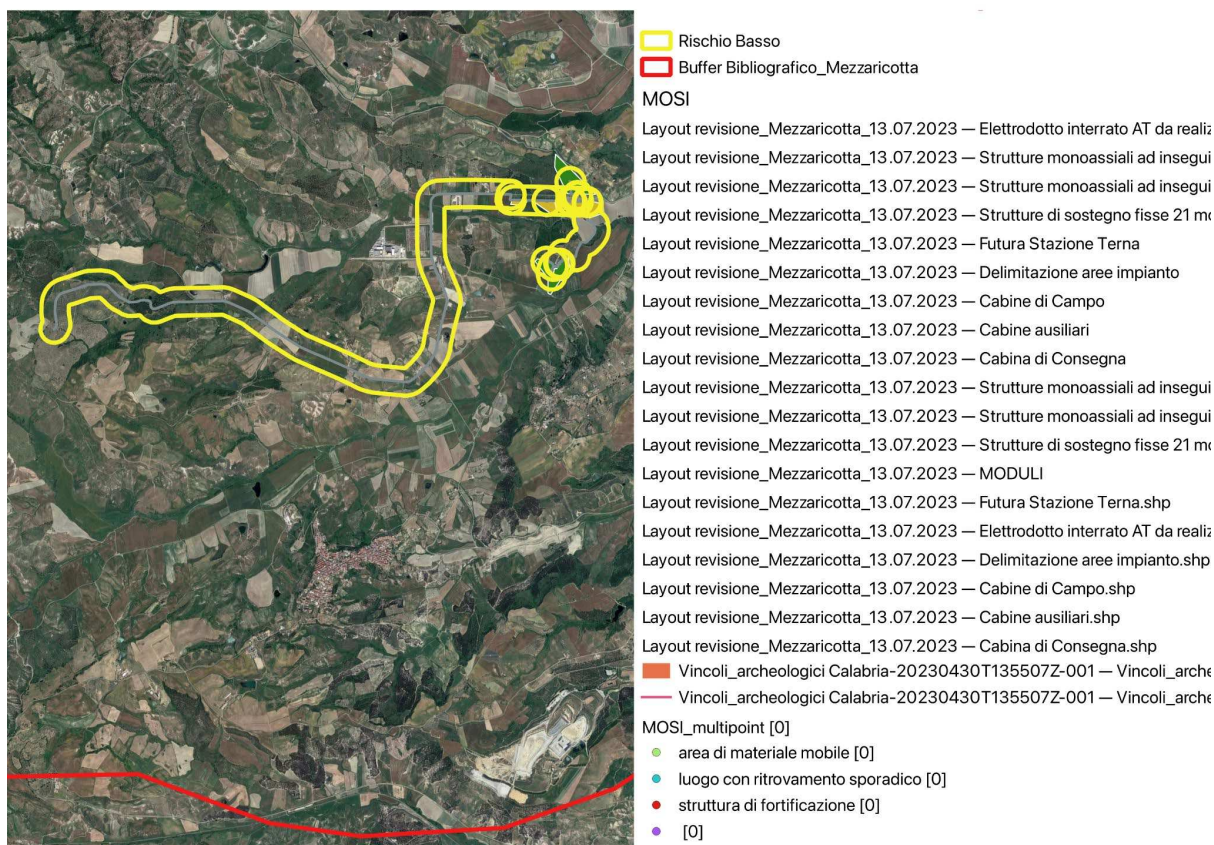 Rischio Basso
Buffer Bibliografico_Mezzaricotta
MOSI
Layout revisione_Mezzaricotta_13.07.2023 — Elettrodotto interrato AT da realiz
Layout revisione_Mezzaricotta_13.07.2023 — Strutture monoassiali ad insegui
Layout revisione_Mezzaricotta_13.07.2023 — Strutture monoassiali ad insegui
Layout revisione_Mezzaricotta_13.07.2023 — Strutture di sostegno fisse 21 mo
Layout revisione_Mezzaricotta_13.07.2023 — Futura Stazione Terna
Layout revisione_Mezzaricotta_13.07.2023 — Delimitazione aree impianto
Layout revisione_Mezzaricotta_13.07.2023 — Cabine di Campo
Layout revisione_Mezzaricotta_13.07.2023 — Cabine ausiliari
Layout revisione_Mezzaricotta_13.07.2023 — Cabina di Consegna
Layout revisione_Mezzaricotta_13.07.2023 — Strutture monoassiali ad insegui
Layout revisione_Mezzaricotta_13.07.2023 — Strutture monoassiali ad insegui
Layout revisione_Mezzaricotta_13.07.2023 — Strutture di sostegno fisse 21 mo
Layout revisione_Mezzaricotta_13.07.2023 — MODULI
Layout revisione_Mezzaricotta_13.07.2023 — Futura Stazione Terna.shp
Layout revisione_Mezzaricotta_13.07.2023 — Elettrodotto interrato AT da realiz
Layout revisione_Mezzaricotta_13.07.2023 — Delimitazione aree impianto.shp
Layout revisione_Mezzaricotta_13.07.2023 — Cabine di Campo.shp
Layout revisione_Mezzaricotta_13.07.2023 — Cabine ausiliari.shp
Layout revisione_Mezzaricotta_13.07.2023 — Cabina di Consegna.shp
Vincoli_archeologici Calabria-20230430T135507Z-001 — Vincoli_arche
Vincoli_archeologici Calabria-20230430T135507Z-001 — Vincoli_arche
MOSI_multipoint [0]
area di materiale mobile [0]
luogo con ritrovamento sporadico [0]
struttura di fortificazione [0]
[0]